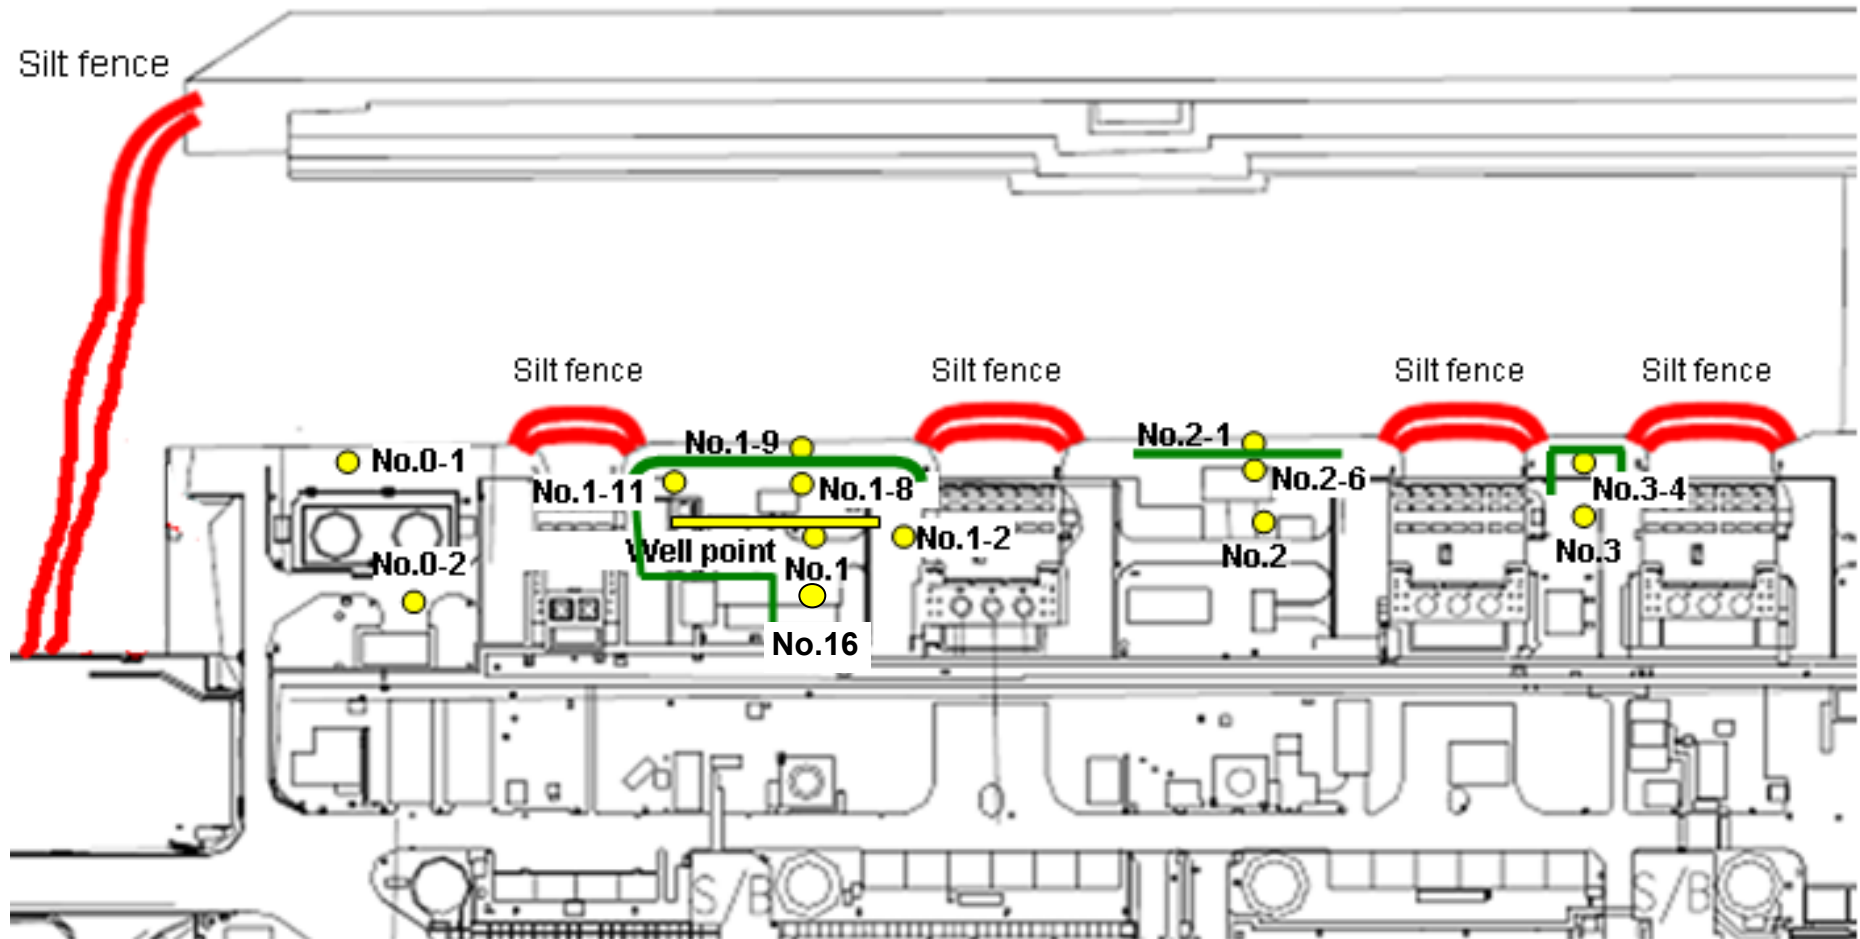 Silt fence
Silt fence
Silt fence
Silt fence
Silt fence
No.1-9
No.2-1
No.0-1
No.1-11
No.1-8
No.2-6
No.3-4
No.1-2
Well point
No.2
No.3
No.0-2
No.1
No.16
S/B
S/B